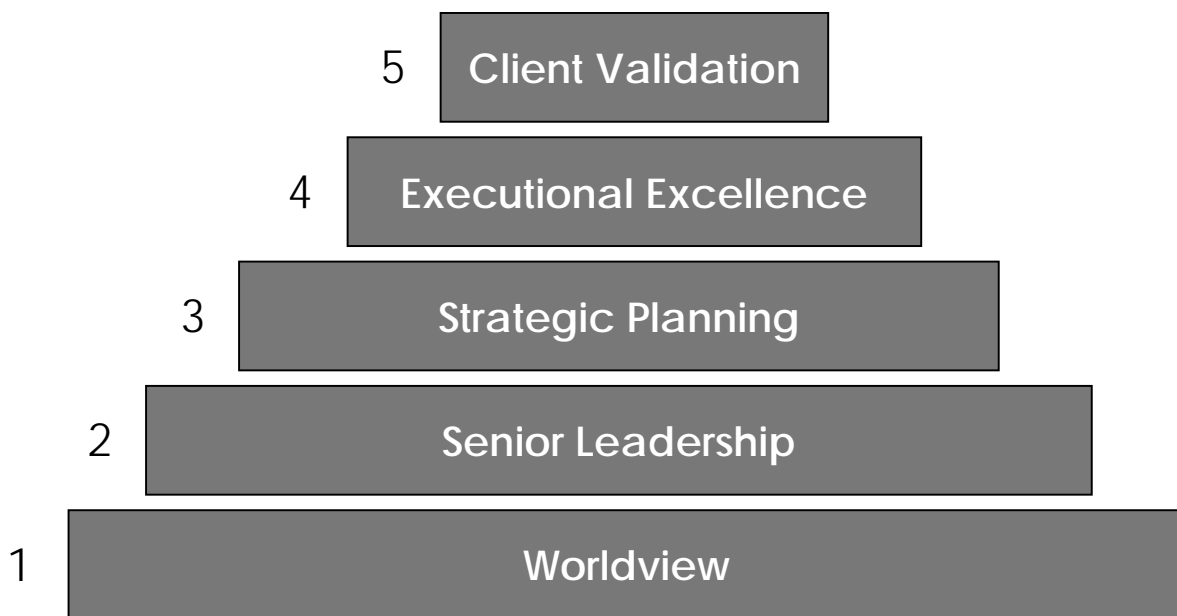 5 Client Validation
4 Executional Excellence
3 Strategic Planning
2 Senior Leadership
1 Worldview